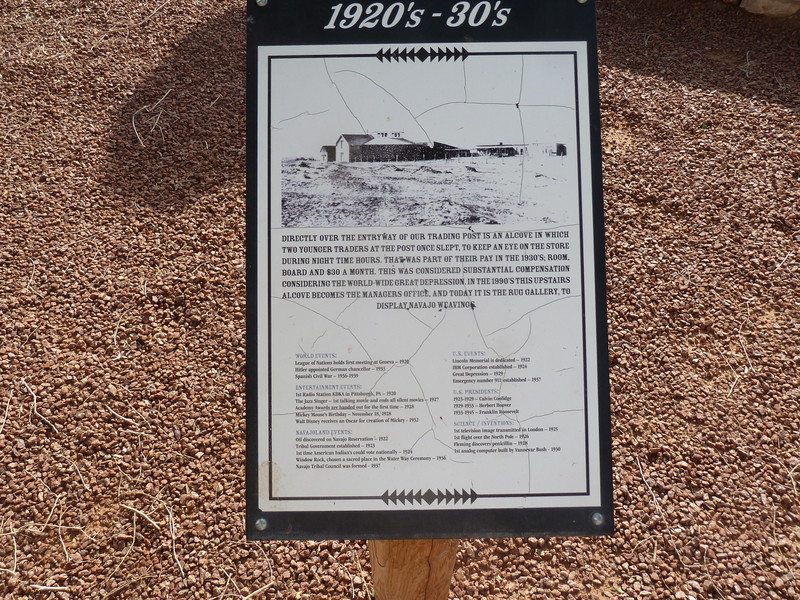 1920's - 30's
DIRECTLY OVER THE ENTRYWAY OF OUR TRADING POST IS AN ALCOVE IN WHICH
TWO YOUNGER TRADERS AT THE POST ONCE SLEPT, TO KEEP AN EYE ON THE STORE
DURING NIGHT TIME HOURS. THAT WAS PART OF THEIR PAY IN THE 1930'S; ROOM,
BOARD AND $30 A MONTH. THIS WAS CONSIDERED SUBSTANTIAL COMPENSATION
CONSIDERING THE WORLD-WIDE GREAT DEPRESSION. IN THE 1990'S THIS UPSTAIRS
ALCOVE BECOMES THE MANAGERS OFFICE, AND TODAY IT IS THE RUG GALLERY, TO
DISPLAY NAVAJO WEAVINGS.
WORLD EVENTS:
League of Nations holds first meeting at Geneva – 1920
Hitler appointed German chancellor – 1933
Spanish Civil War – 1936-1939
ENTERTAINMENT EVENTS:
1st Radio Station KDKA in Pittsburgh, PA – 1920
The Jazz Singer – 1st talking movie and ends all silent movies – 1927
Academy Awards are handed out for the first time – 1928
Mickey Mouse's Birthday – November 18, 1928
Walt Disney receives an Oscar for creation of Mickey – 1932
NAVAJOLAND EVENTS:
Oil discovered on Navajo Reservation – 1922
Tribal Government established – 1923
1st time American Indian's could vote nationally – 1924
Window Rock, chosen a sacred place in the Water Way Ceremony – 1936
Navajo Tribal Council was formed – 1937
U.S. EVENTS:
Lincoln Memorial is dedicated – 1922
IBM Corporation established – 1924
Great Depression – 1929
Emergency number 911 established – 1937
U.S. PRESIDENTS:
1923-1929 – Calvin Coolidge
1929-1933 – Herbert Hoover
1933-1945 – Franklin Roosevelt
SCIENCE / INVENTIONS:
1st television image transmitted in London – 1925
1st flight over the North Pole – 1926
Fleming discovers penicillin – 1928
1st analog computer built by Vannevar Bush – 1930